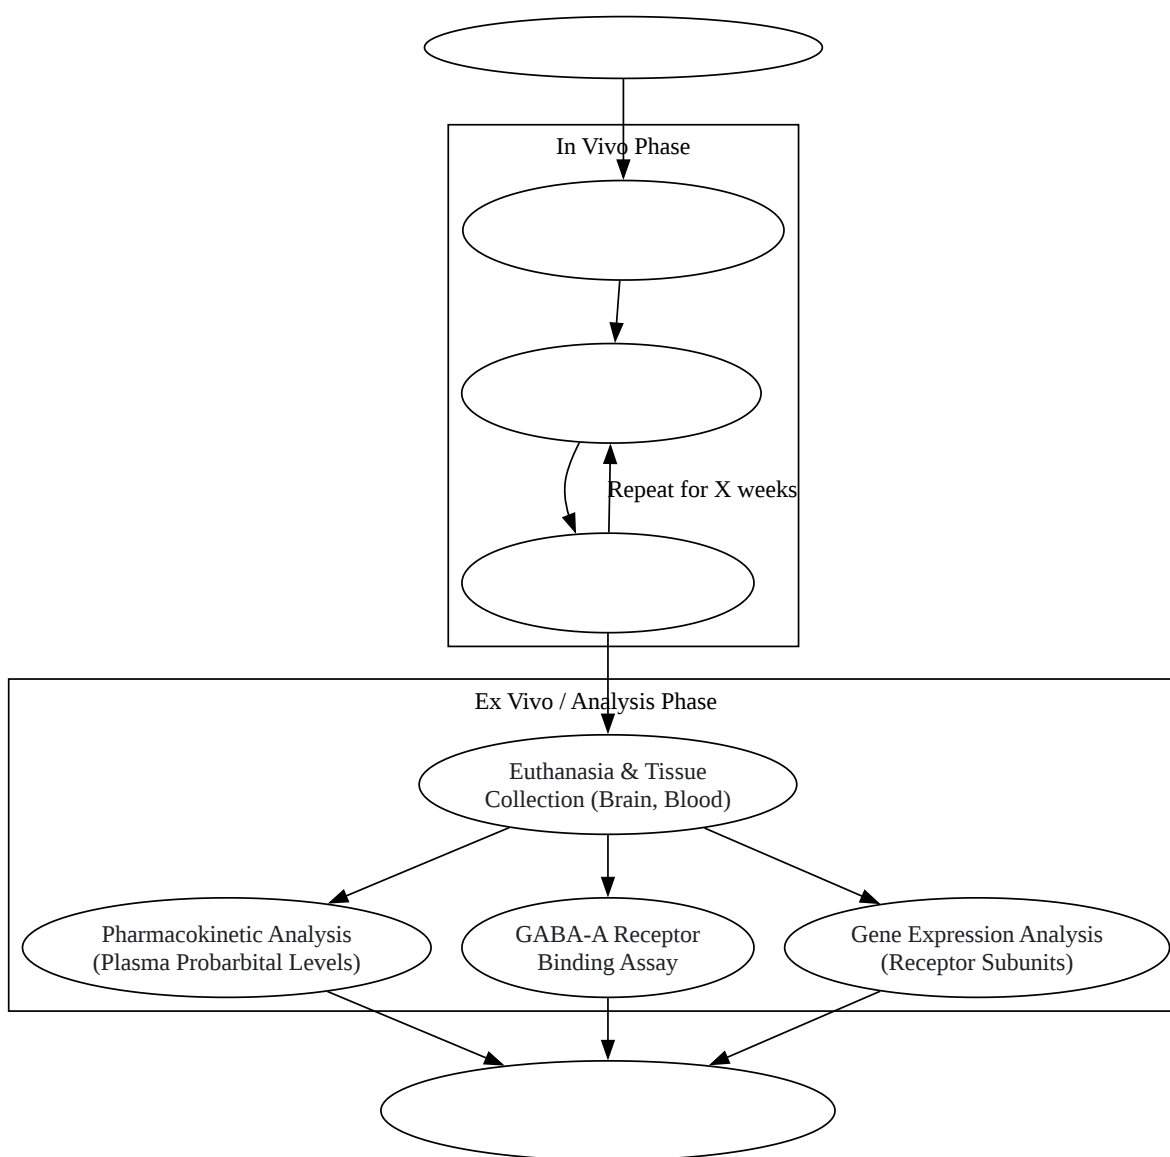 In Vivo Phase
Repeat for X weeks
Ex Vivo / Analysis Phase
Euthanasia & Tissue
Collection (Brain, Blood)
Pharmacokinetic Analysis
(Plasma Probarbital Levels)
GABA-A Receptor
Binding Assay
Gene Expression Analysis
(Receptor Subunits)